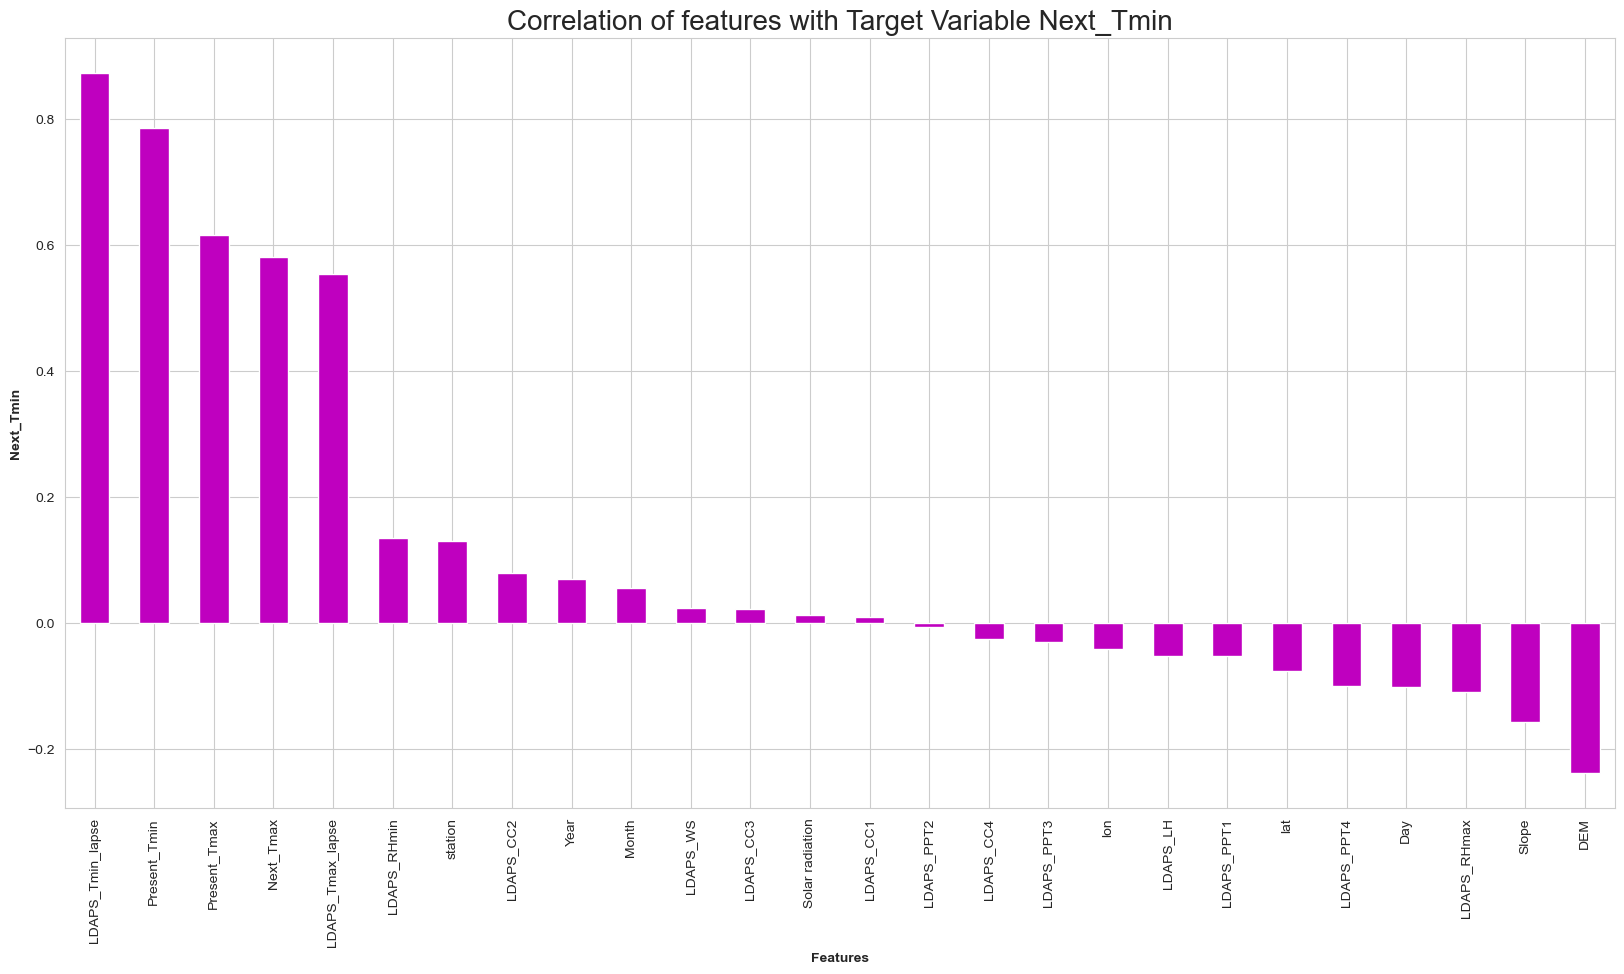 Correlation of features with Target Variable Next_Tmin
Next_Tmin
0.8
0.6
0.4
0.2
0.0
−0.2
LDAPS_Tmin_lapse
Present_Tmin
Present_Tmax
Next_Tmax
LDAPS_Tmax_lapse
LDAPS_RHmin
station
LDAPS_CC2
Year
Month
LDAPS_WS
LDAPS_CC3
Solar radiation
LDAPS_CC1
LDAPS_PPT2
LDAPS_CC4
LDAPS_PPT3
lon
LDAPS_LH
LDAPS_PPT1
lat
LDAPS_PPT4
Day
LDAPS_RHmax
Slope
DEM
Features